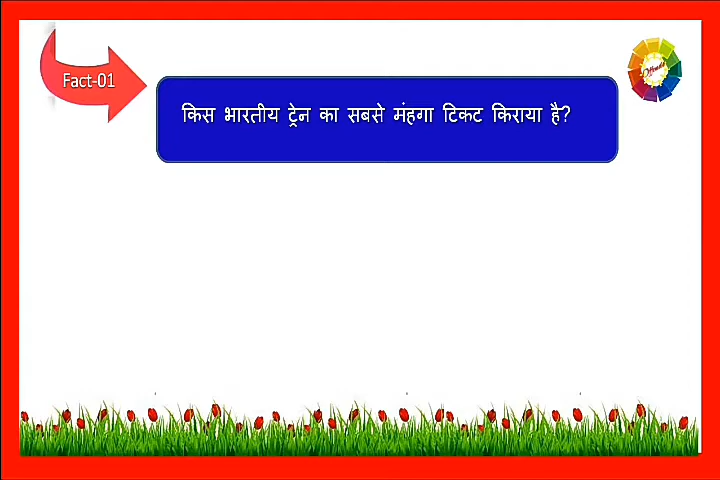 Fact-01
किस भारतीय ट्रेन का सबसे मंहगा टिकट किराया है?